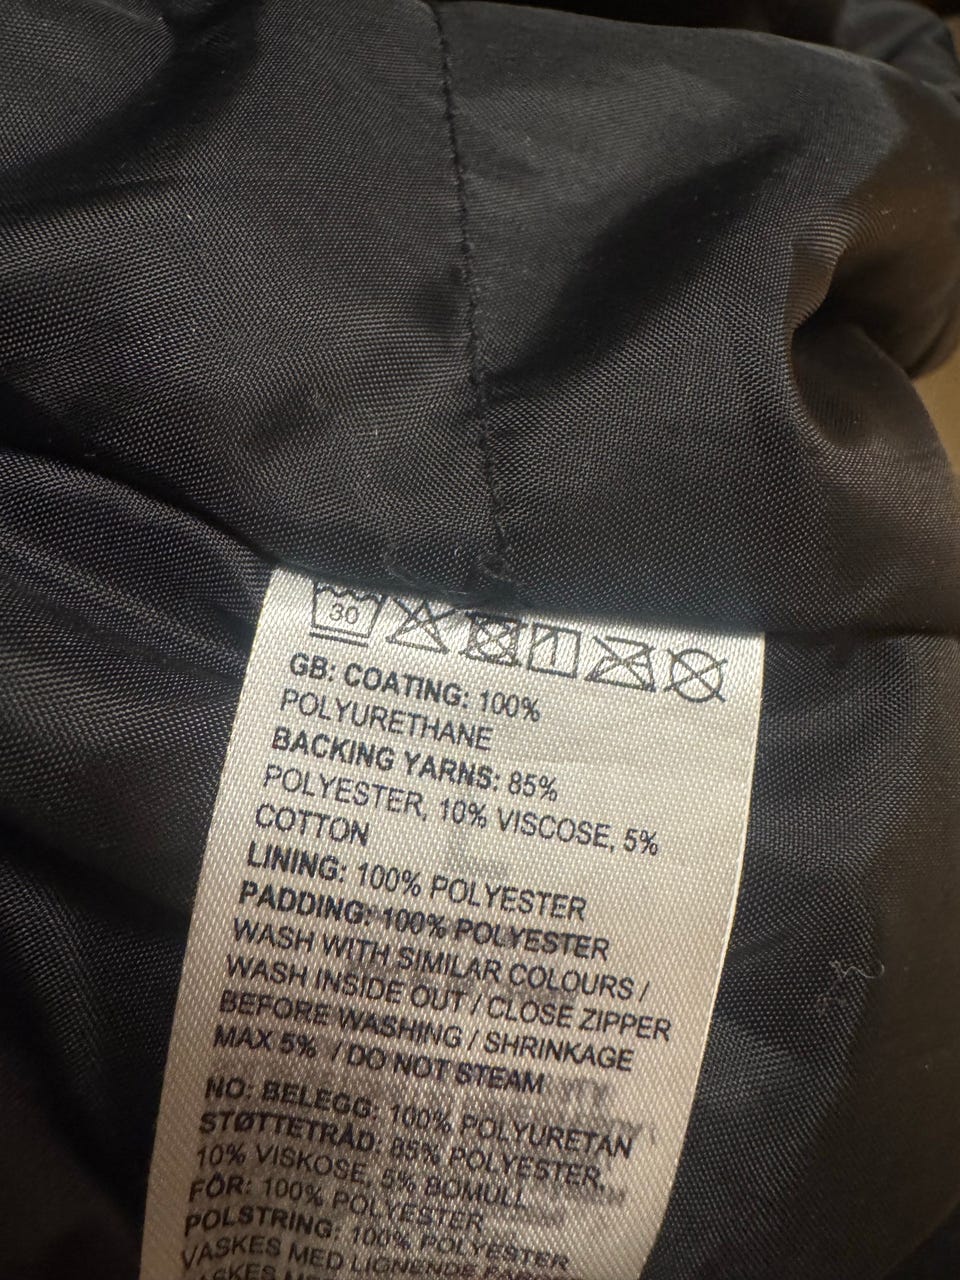 30
GB: COATING: 100%
POLYURETHANE
BACKING YARNS: 85%
POLYESTER, 10% VISCOSE, 5%
COTTON
LINING: 100% POLYESTER
PADDING: 100% POLYESTER
WASH WITH SIMILAR COLOURS /
WASH INSIDE OUT / CLOSE ZIPPER
BEFORE WASHING / SHRINKAGE
MAX 5% / DO NOT STEAM
NO: BELEGG: 100% POLYURETAN
STØTTETRÅD: 85% POLYESTER,
10% VISKOSE, 5% BOMULL
FÔR: 100% POLYESTER
POLSTRING: 100% POLYESTER
VASKES MED LIGNENDE